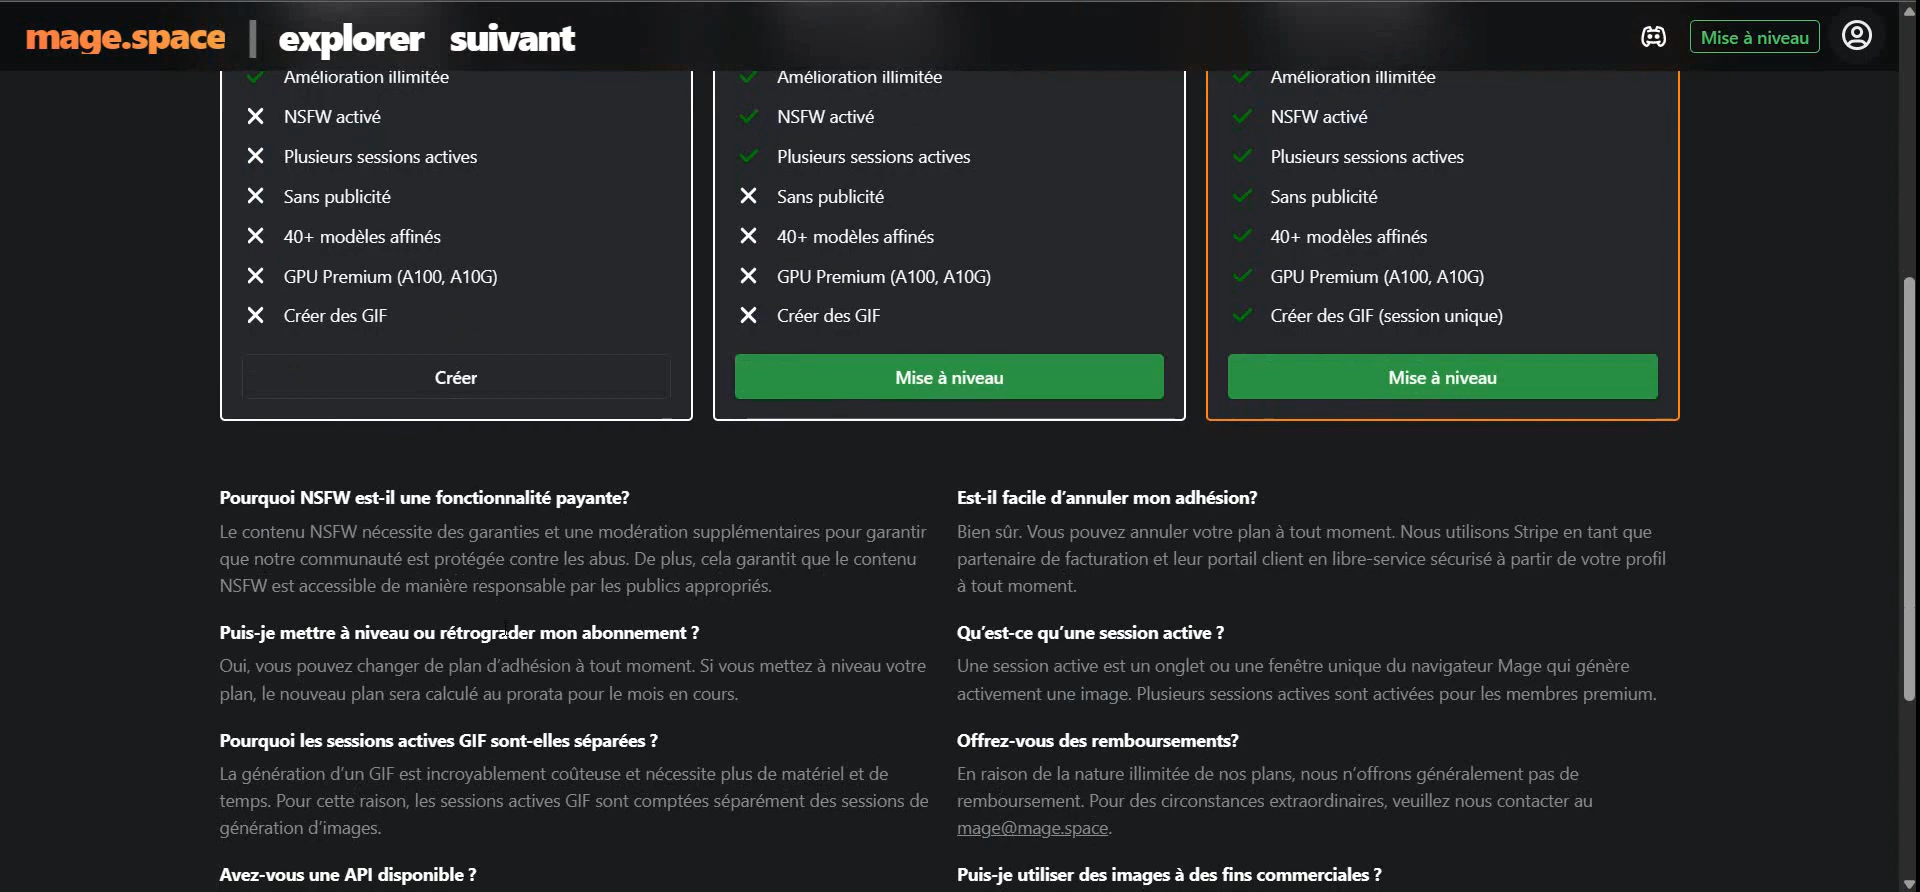 mage.space | explorer suivant
Mise à niveau
Amélioration illimitée
NSFW activé
Plusieurs sessions actives
Sans publicité
40+ modèles affinés
GPU Premium (A100, A10G)
Créer des GIF
Créer
Amélioration illimitée
NSFW activé
Plusieurs sessions actives
Sans publicité
40+ modèles affinés
GPU Premium (A100, A10G)
Créer des GIF
Mise à niveau
Amélioration illimitée
NSFW activé
Plusieurs sessions actives
Sans publicité
40+ modèles affinés
GPU Premium (A100, A10G)
Créer des GIF (session unique)
Mise à niveau
Pourquoi NSFW est-il une fonctionnalité payante?
Le contenu NSFW nécessite des garanties et une modération supplémentaires pour garantir
que notre communauté est protégée contre les abus. De plus, cela garantit que le contenu
NSFW est accessible de manière responsable par les publics appropriés.
Est-il facile d’annuler mon adhésion?
Bien sûr. Vous pouvez annuler votre plan à tout moment. Nous utilisons Stripe en tant que
partenaire de facturation et leur portail client en libre-service sécurisé à partir de votre profil
à tout moment.
Puis-je mettre à niveau ou rétrograder mon abonnement ?
Oui, vous pouvez changer de plan d’adhésion à tout moment. Si vous mettez à niveau votre
plan, le nouveau plan sera calculé au prorata pour le mois en cours.
Qu’est-ce qu’une session active ?
Une session active est un onglet ou une fenêtre unique du navigateur Mage qui génère
activement une image. Plusieurs sessions actives sont activées pour les membres premium.
Pourquoi les sessions actives GIF sont-elles séparées ?
La génération d’un GIF est incroyablement coûteuse et nécessite plus de matériel et de
temps. Pour cette raison, les sessions actives GIF sont comptées séparément des sessions de
génération d’images.
Offrez-vous des remboursements?
En raison de la nature illimitée de nos plans, nous n’offrons généralement pas de
remboursement. Pour des circonstances extraordinaires, veuillez nous contacter au
mage@mage.space.
Avez-vous une API disponible ?
Puis-je utiliser des images à des fins commerciales ?